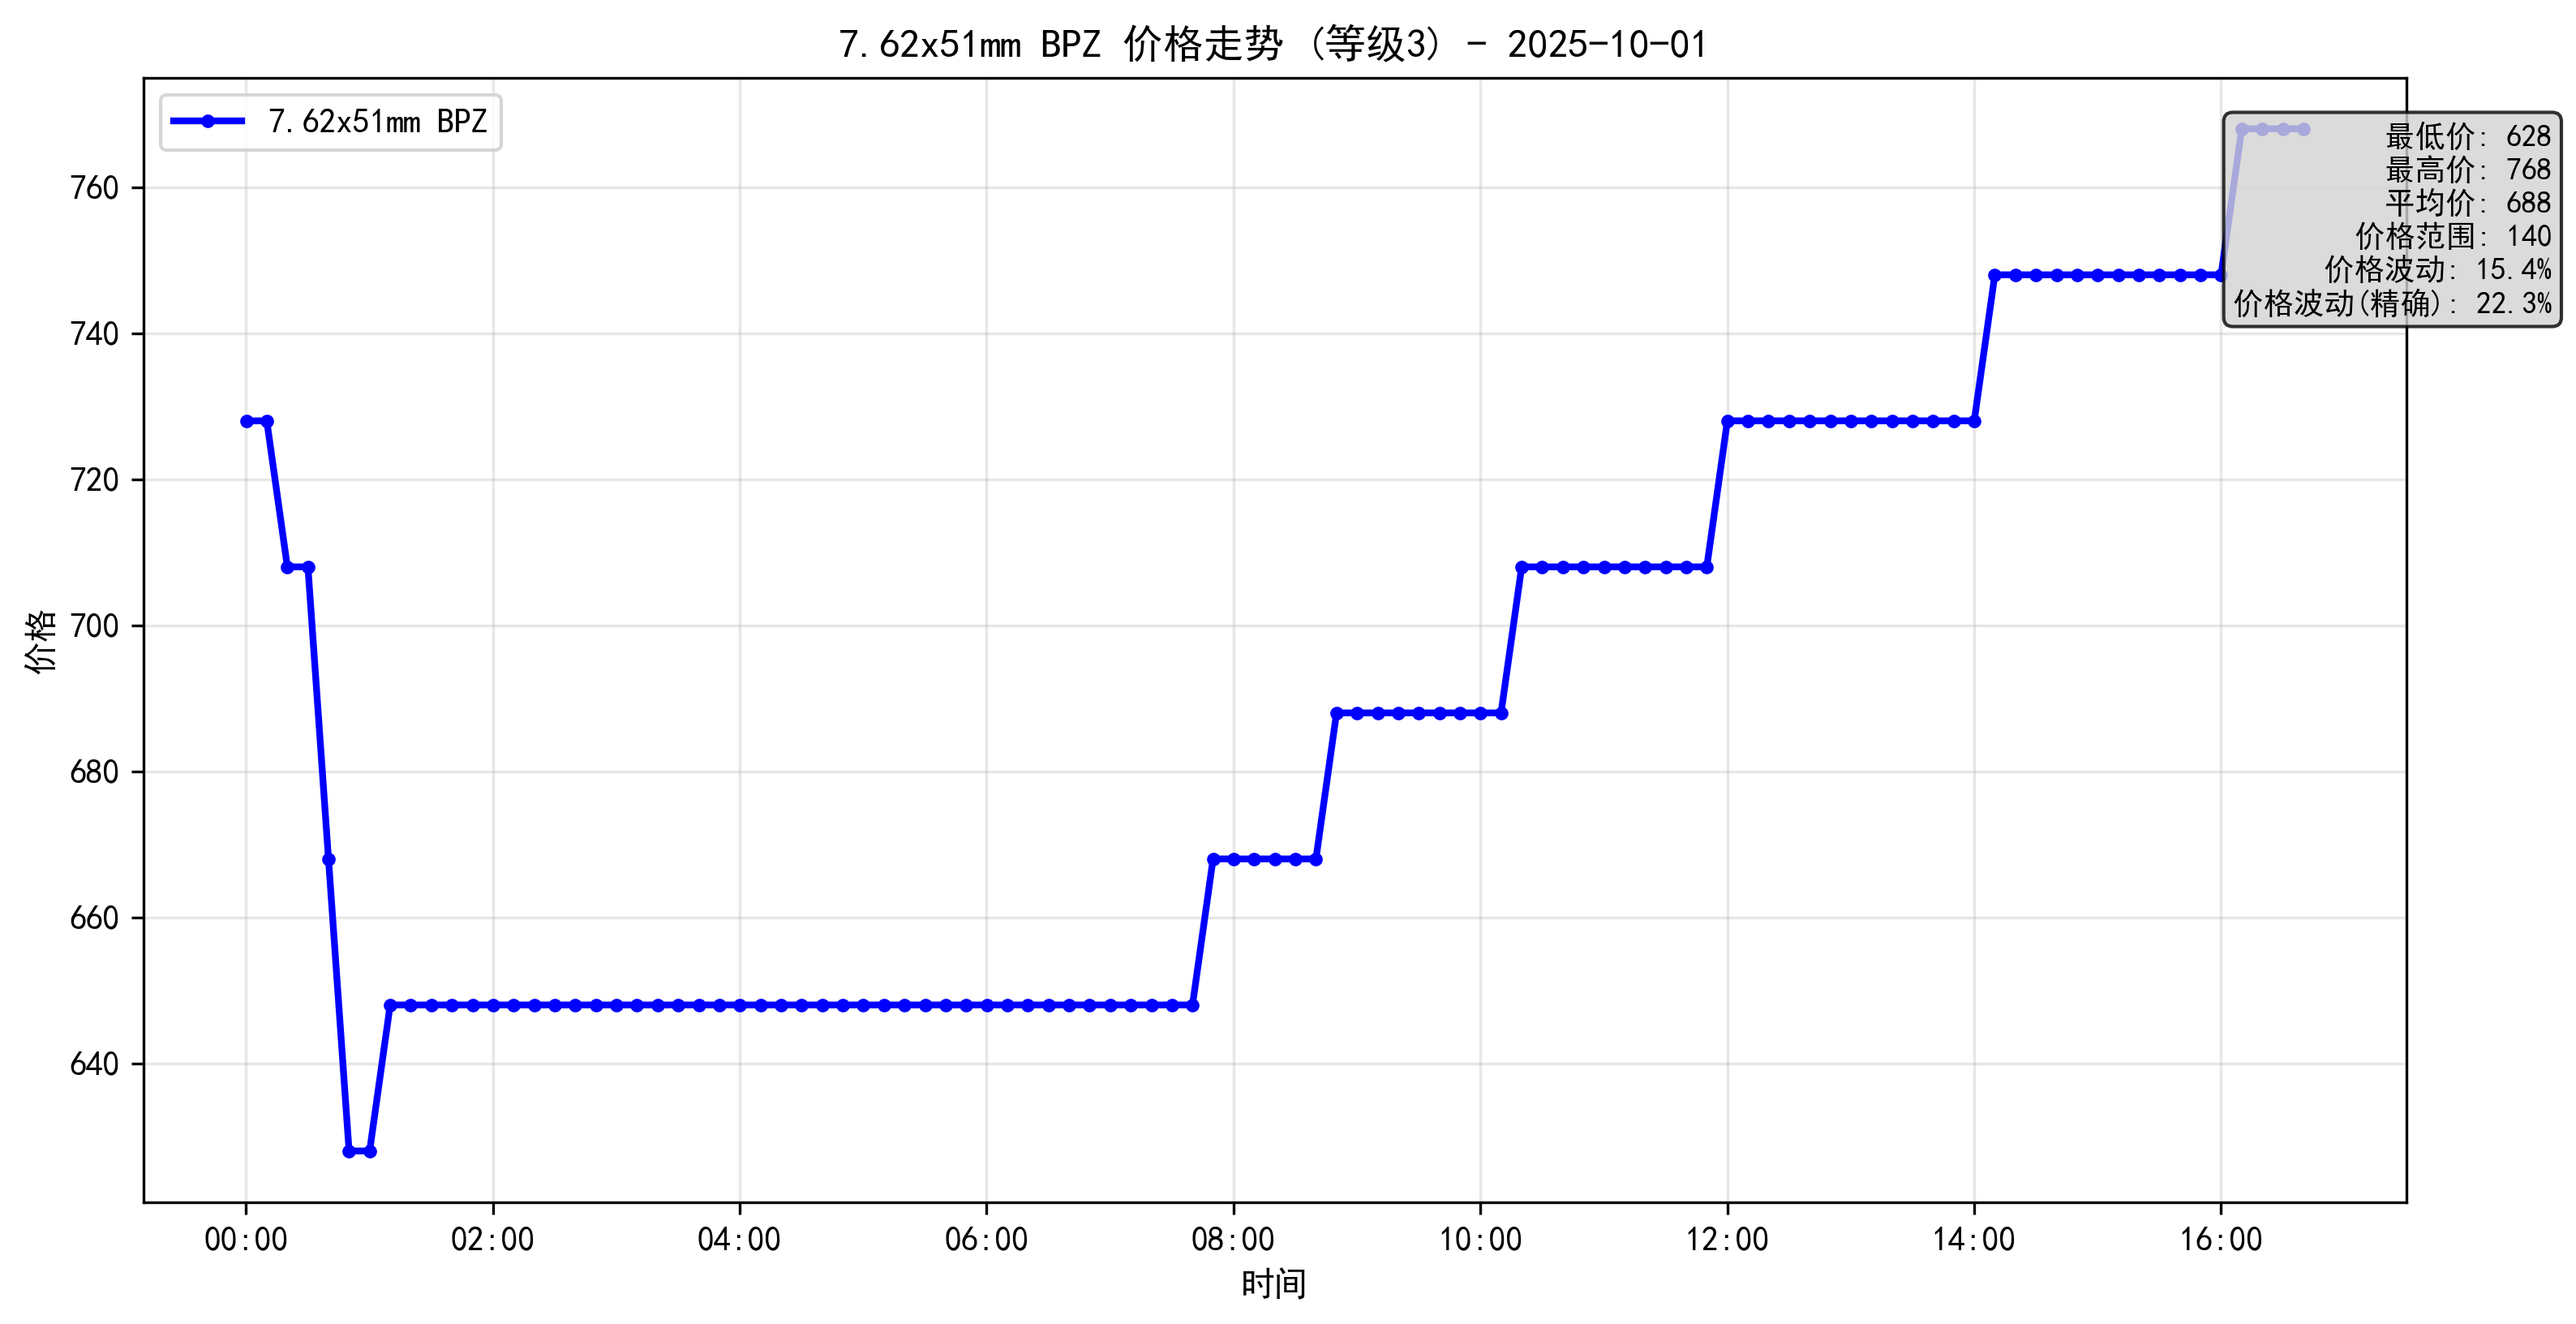 7.62x51mm BPZ 价格走势 (等级3) - 2025-10-01
7.62x51mm BPZ
最低价: 628
最高价: 768
平均价: 688
价格范围: 140
价格波动: 15.4%
价格波动(精确): 22.3%
价格
760
740
720
700
680
660
640
00:00 02:00 04:00 06:00 08:00 10:00 12:00 14:00 16:00
时间